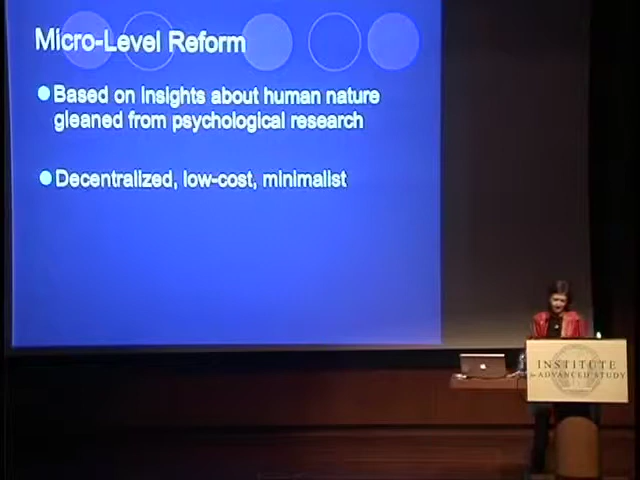 Micro-Level Reform
Based on insights about human nature
gleaned from psychological research
Decentralized, low-cost, minimalist
INSTITUTE
for ADVANCED STUDY